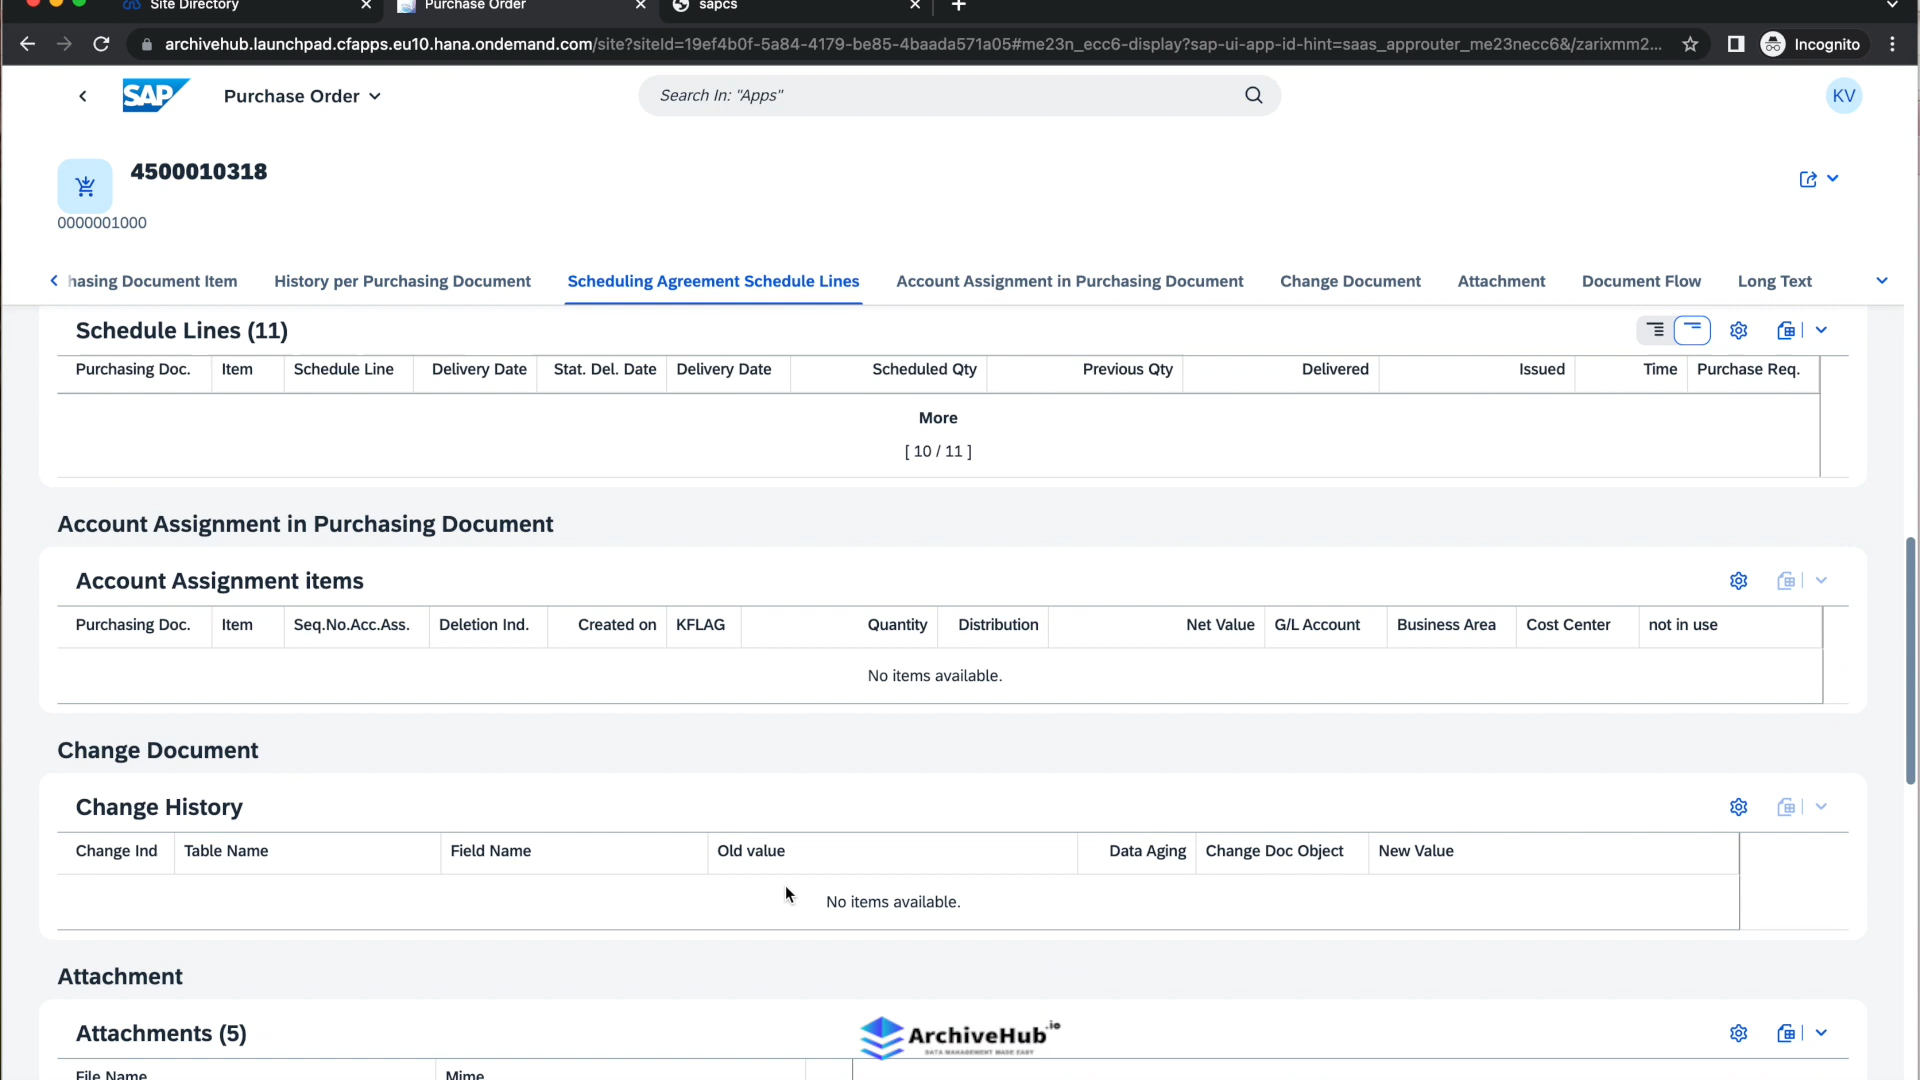 Site Directory
Purchase Order
sapcs
archivehub.launchpad.cfapps.eu10.hana.ondemand.com/site?siteId=19ef4b0f-5a84-4179-be85-4baada571a05#me23n_ecc6-display?sap-ui-app-id-hint=saas_approuter_me23necc6&/zarixmm2...
Incognito
SAP
Purchase Order
Search In: "Apps"
KV
4500010318
0000001000
hasing Document Item
History per Purchasing Document
Scheduling Agreement Schedule Lines
Account Assignment in Purchasing Document
Change Document
Attachment
Document Flow
Long Text
Schedule Lines (11)
Purchasing Doc. Item Schedule Line Delivery Date Stat. Del. Date Delivery Date Scheduled Qty Previous Qty Delivered Issued Time Purchase Req.
More
[ 10 / 11 ]
Account Assignment in Purchasing Document
Account Assignment items
Purchasing Doc. Item Seq.No.Acc.Ass. Deletion Ind. Created on KFLAG Quantity Distribution Net Value G/L Account Business Area Cost Center not in use
No items available.
Change Document
Change History
Change Ind Table Name Field Name Old value Data Aging Change Doc Object New Value
No items available.
Attachment
Attachments (5)
ArchiveHub.io
DATA MANAGEMENT MADE EASY
File Name Mime